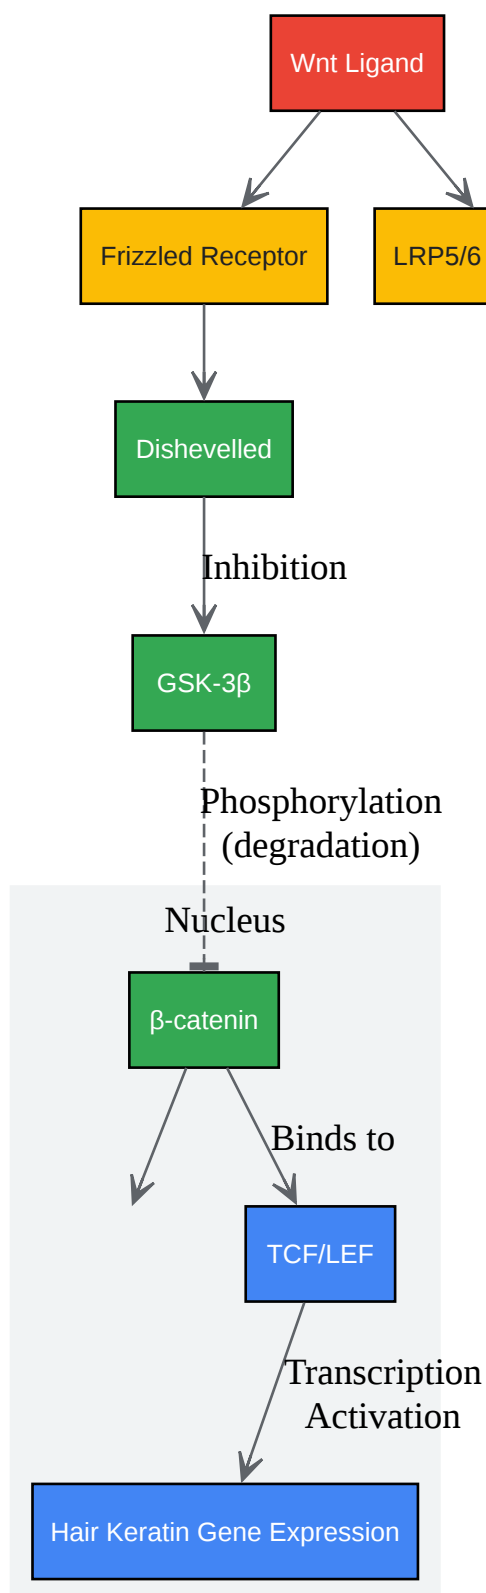 Wnt Ligand
Frizzled Receptor
LRP5/6
Dishevelled
Inhibition
GSK-3β
Phosphorylation
(degradation)
Nucleus
β-catenin
Binds to
TCF/LEF
Transcription
Activation
Hair Keratin Gene Expression